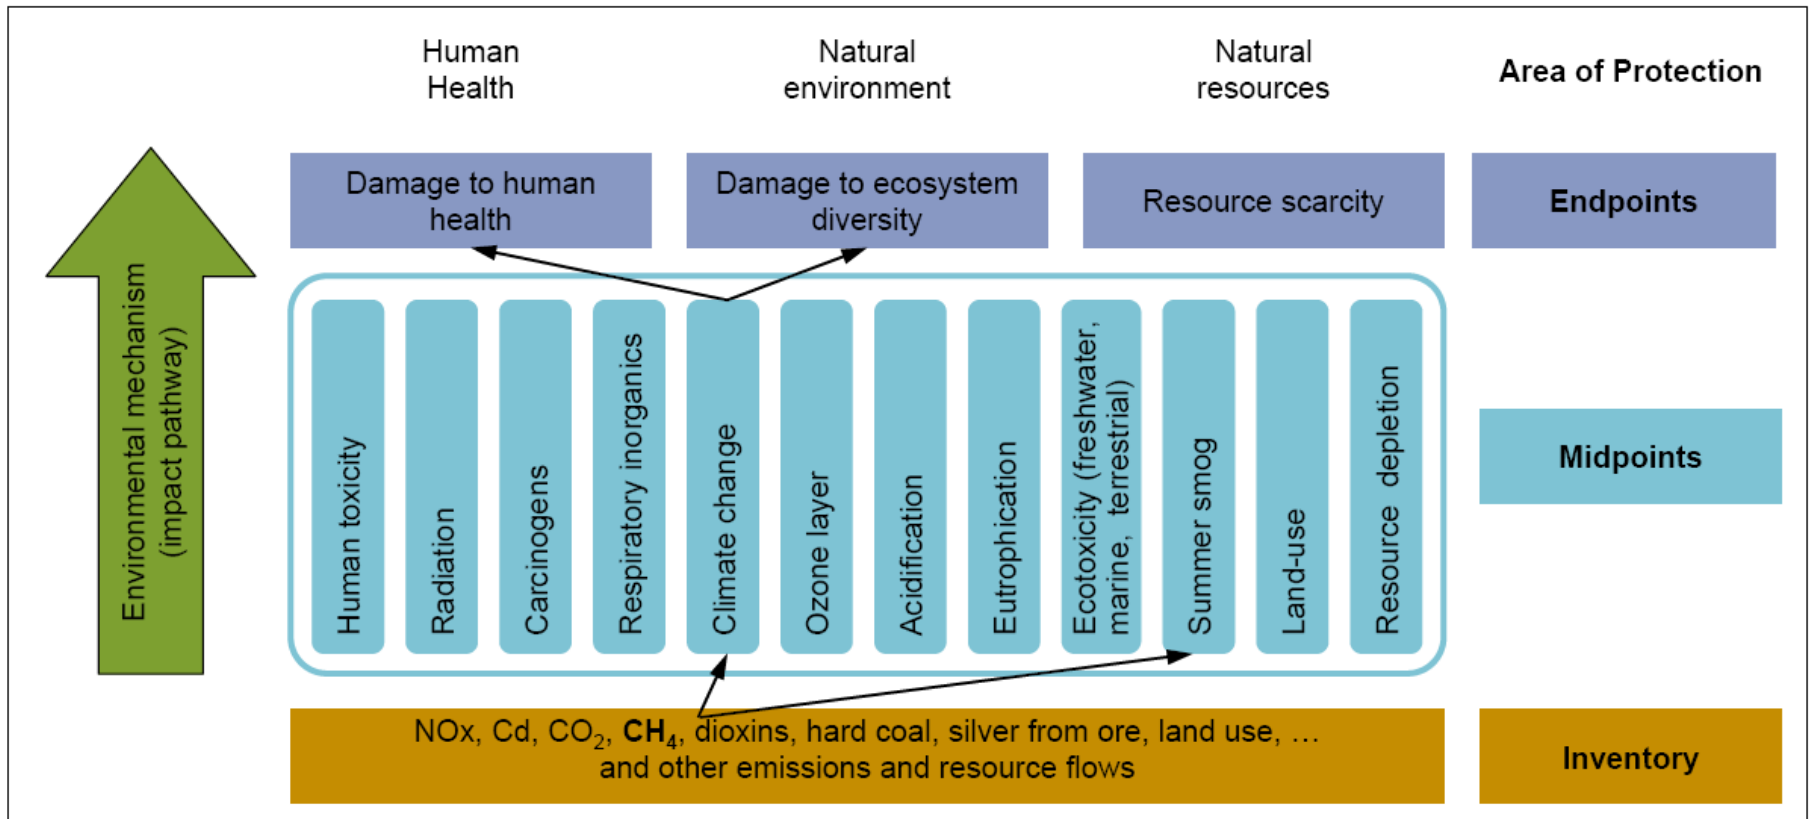 Human
Health
Natural
environment
Natural
resources
Area of Protection
Damage to human
health
Damage to ecosystem
diversity
Resource scarcity
Endpoints
Environmental mechanism
(impact pathway)
Human toxicity
Radiation
Carcinogens
Respiratory inorganics
Climate change
Ozone layer
Acidification
Eutrophication
Ecotoxicity (freshwater,
marine, terrestrial)
Summer smog
Land-use
Resource depletion
Midpoints
NOx, Cd, CO₂, CH₄, dioxins, hard coal, silver from ore, land use, …
and other emissions and resource flows
Inventory